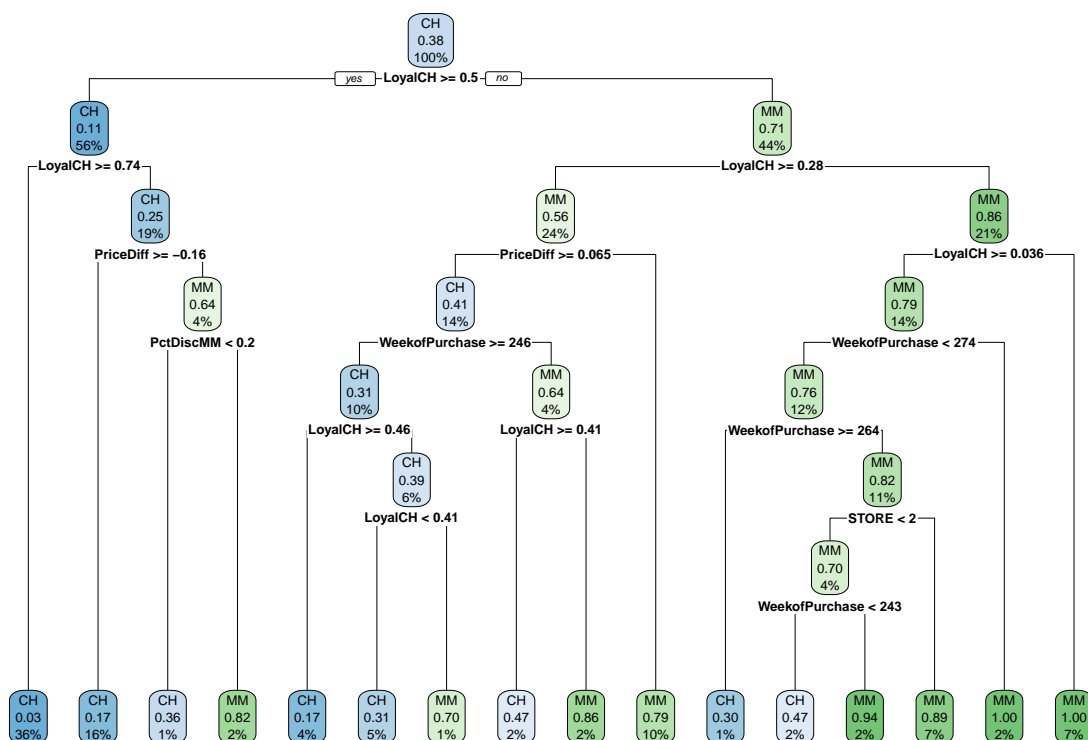 CH
0.38
100%
yes LoyalCH >= 0.5 no
CH
0.11
56%
LoyalCH >= 0.74
MM
0.71
44%
LoyalCH >= 0.28
CH
0.25
19%
PriceDiff >= −0.16
MM
0.56
24%
PriceDiff >= 0.065
MM
0.86
21%
LoyalCH >= 0.036
MM
0.64
4%
PctDiscMM < 0.2
CH
0.41
14%
WeekofPurchase >= 246
MM
0.79
14%
WeekofPurchase < 274
CH
0.31
10%
LoyalCH >= 0.46
MM
0.64
4%
LoyalCH >= 0.41
MM
0.76
12%
WeekofPurchase >= 264
CH
0.39
6%
LoyalCH < 0.41
MM
0.82
11%
STORE < 2
MM
0.70
4%
WeekofPurchase < 243
CH
0.03
36%
CH
0.17
16%
CH
0.36
1%
MM
0.82
2%
CH
0.17
4%
CH
0.31
5%
MM
0.70
1%
CH
0.47
2%
MM
0.86
2%
MM
0.79
10%
CH
0.30
1%
CH
0.47
2%
MM
0.94
2%
MM
0.89
7%
MM
1.00
2%
MM
1.00
7%